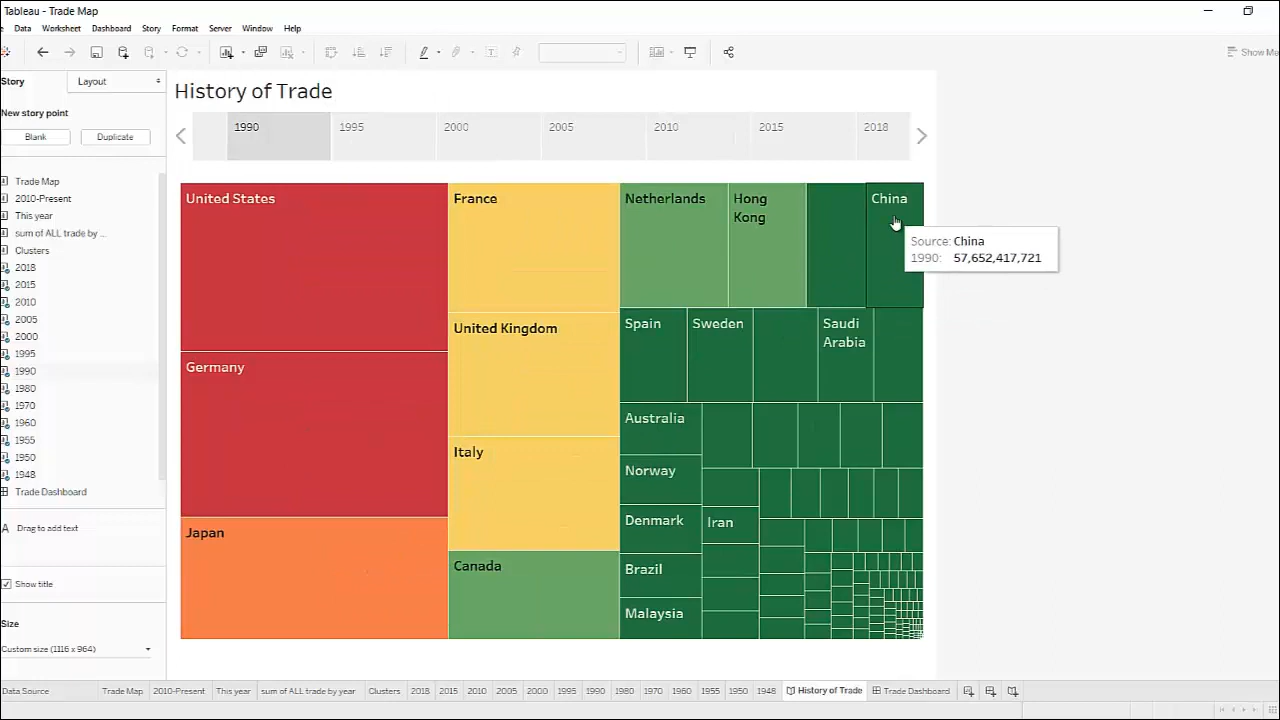 Tableau - Trade Map
Data Worksheet Dashboard Story Format Server Window Help
Show Me
Story Layout
New story point
Blank Duplicate
Trade Map
2010-Present
This year
sum of ALL trade by ...
Clusters
2018
2015
2010
2005
2000
1995
1990
1980
1970
1960
1955
1950
1948
Trade Dashboard
A Drag to add text
Show title
Size
Custom size (1116 x 964)
History of Trade
1990 1995 2000 2005 2010 2015 2018
United States
Germany
Japan
France
United Kingdom
Italy
Canada
Netherlands
Hong
Kong
China
Source: China
1990: 57,652,417,721
Spain
Sweden
Saudi
Arabia
Australia
Norway
Denmark
Iran
Brazil
Malaysia
Data Source Trade Map 2010-Present This year sum of ALL trade by year Clusters 2018 2015 2010 2005 2000 1995 1990 1980 1970 1960 1955 1950 1948 History of Trade Trade Dashboard